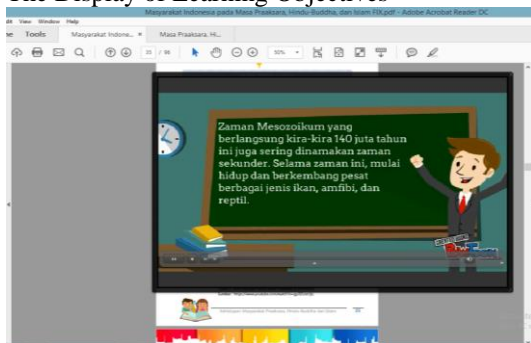 The Display of Learning Objectives
Masyarakat Indonesia pada Masa Praaksara, Hindu-Buddha, dan Islam FIX.pdf - Adobe Acrobat Reader DC
View Window Help
Tools
Masyarakat Indone... ×
Masa Praaksara, Hi...
Zaman Mesozoikum yang
berlangsung kira-kira 140 juta tahun
ini juga sering dinamakan zaman
sekunder. Selama zaman ini, mulai
hidup dan berkembang pesat
berbagai jenis ikan, amfibi, dan
reptil.